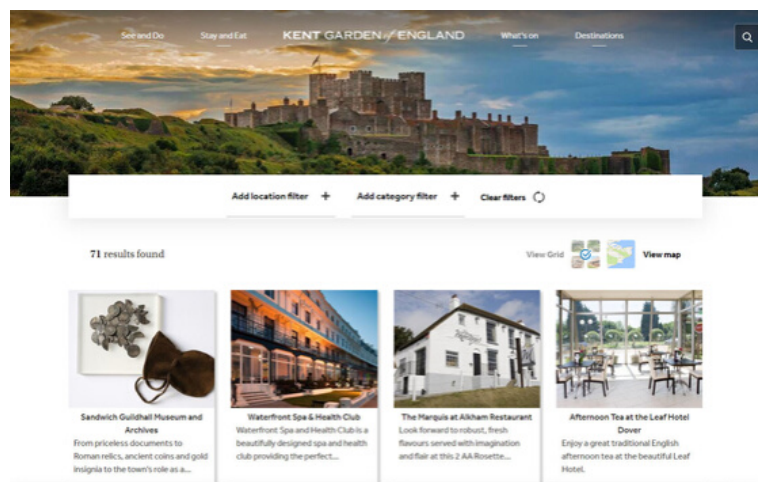 See and Do Stay and Eat KENT GARDEN of ENGLAND What's on Destinations
Add location filter + Add category filter + Clear filters
71 results found View Grid View map
Sandwich Guildhall Museum and
Archives
From priceless documents to
Roman relics, ancient coins and gold
insignia to the town's role as a...
Waterfront Spa & Health Club
Waterfront Spa and Health Club is a
beautifully designed spa and health
club providing the perfect...
The Marquis at Alkham Restaurant
Look forward to robust, fresh
flavours served with imagination
and flair at this 2 AA Rosette...
Afternoon Tea at the Leaf Hotel
Dover
Enjoy a great traditional English
afternoon tea at the beautiful Leaf
Hotel.